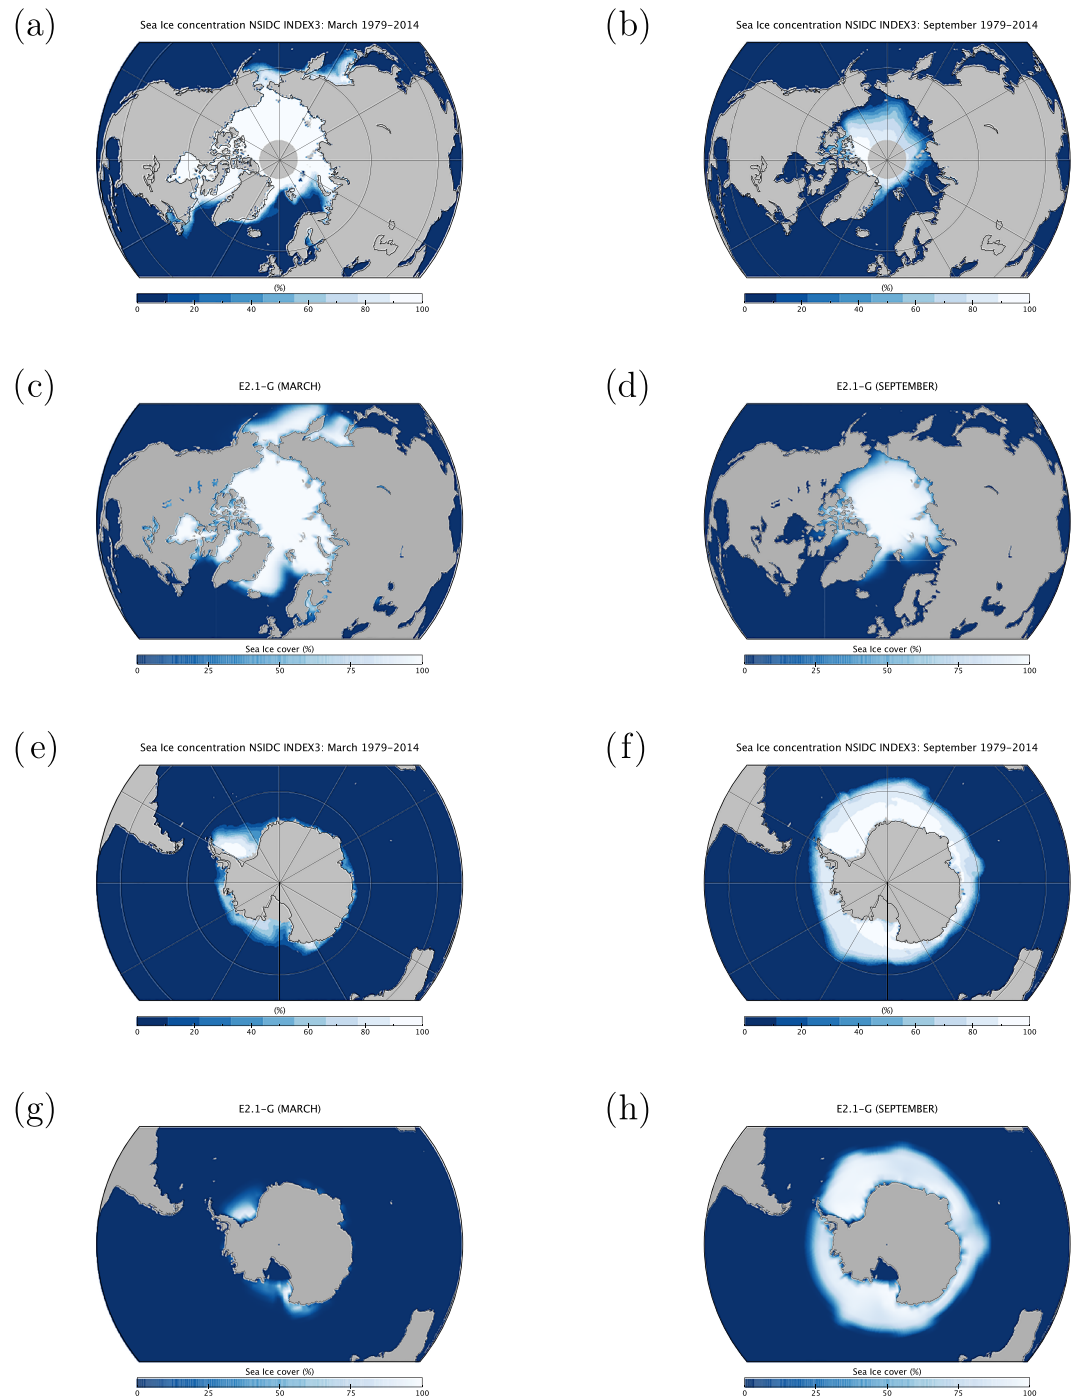 (a)
Sea Ice concentration NSIDC INDEX3: March 1979-2014
(%)
0 20 40 60 80 100
(b)
Sea Ice concentration NSIDC INDEX3: September 1979-2014
(%)
0 20 40 60 80 100
(c)
E2.1-G (MARCH)
Sea Ice cover (%)
0 25 50 75 100
(d)
E2.1-G (SEPTEMBER)
Sea Ice cover (%)
0 25 50 75 100
(e)
Sea Ice concentration NSIDC INDEX3: March 1979-2014
(%)
0 20 40 60 80 100
(f)
Sea Ice concentration NSIDC INDEX3: September 1979-2014
(%)
0 20 40 60 80 100
(g)
E2.1-G (MARCH)
Sea Ice cover (%)
0 25 50 75 100
(h)
E2.1-G (SEPTEMBER)
Sea Ice cover (%)
0 25 50 75 100